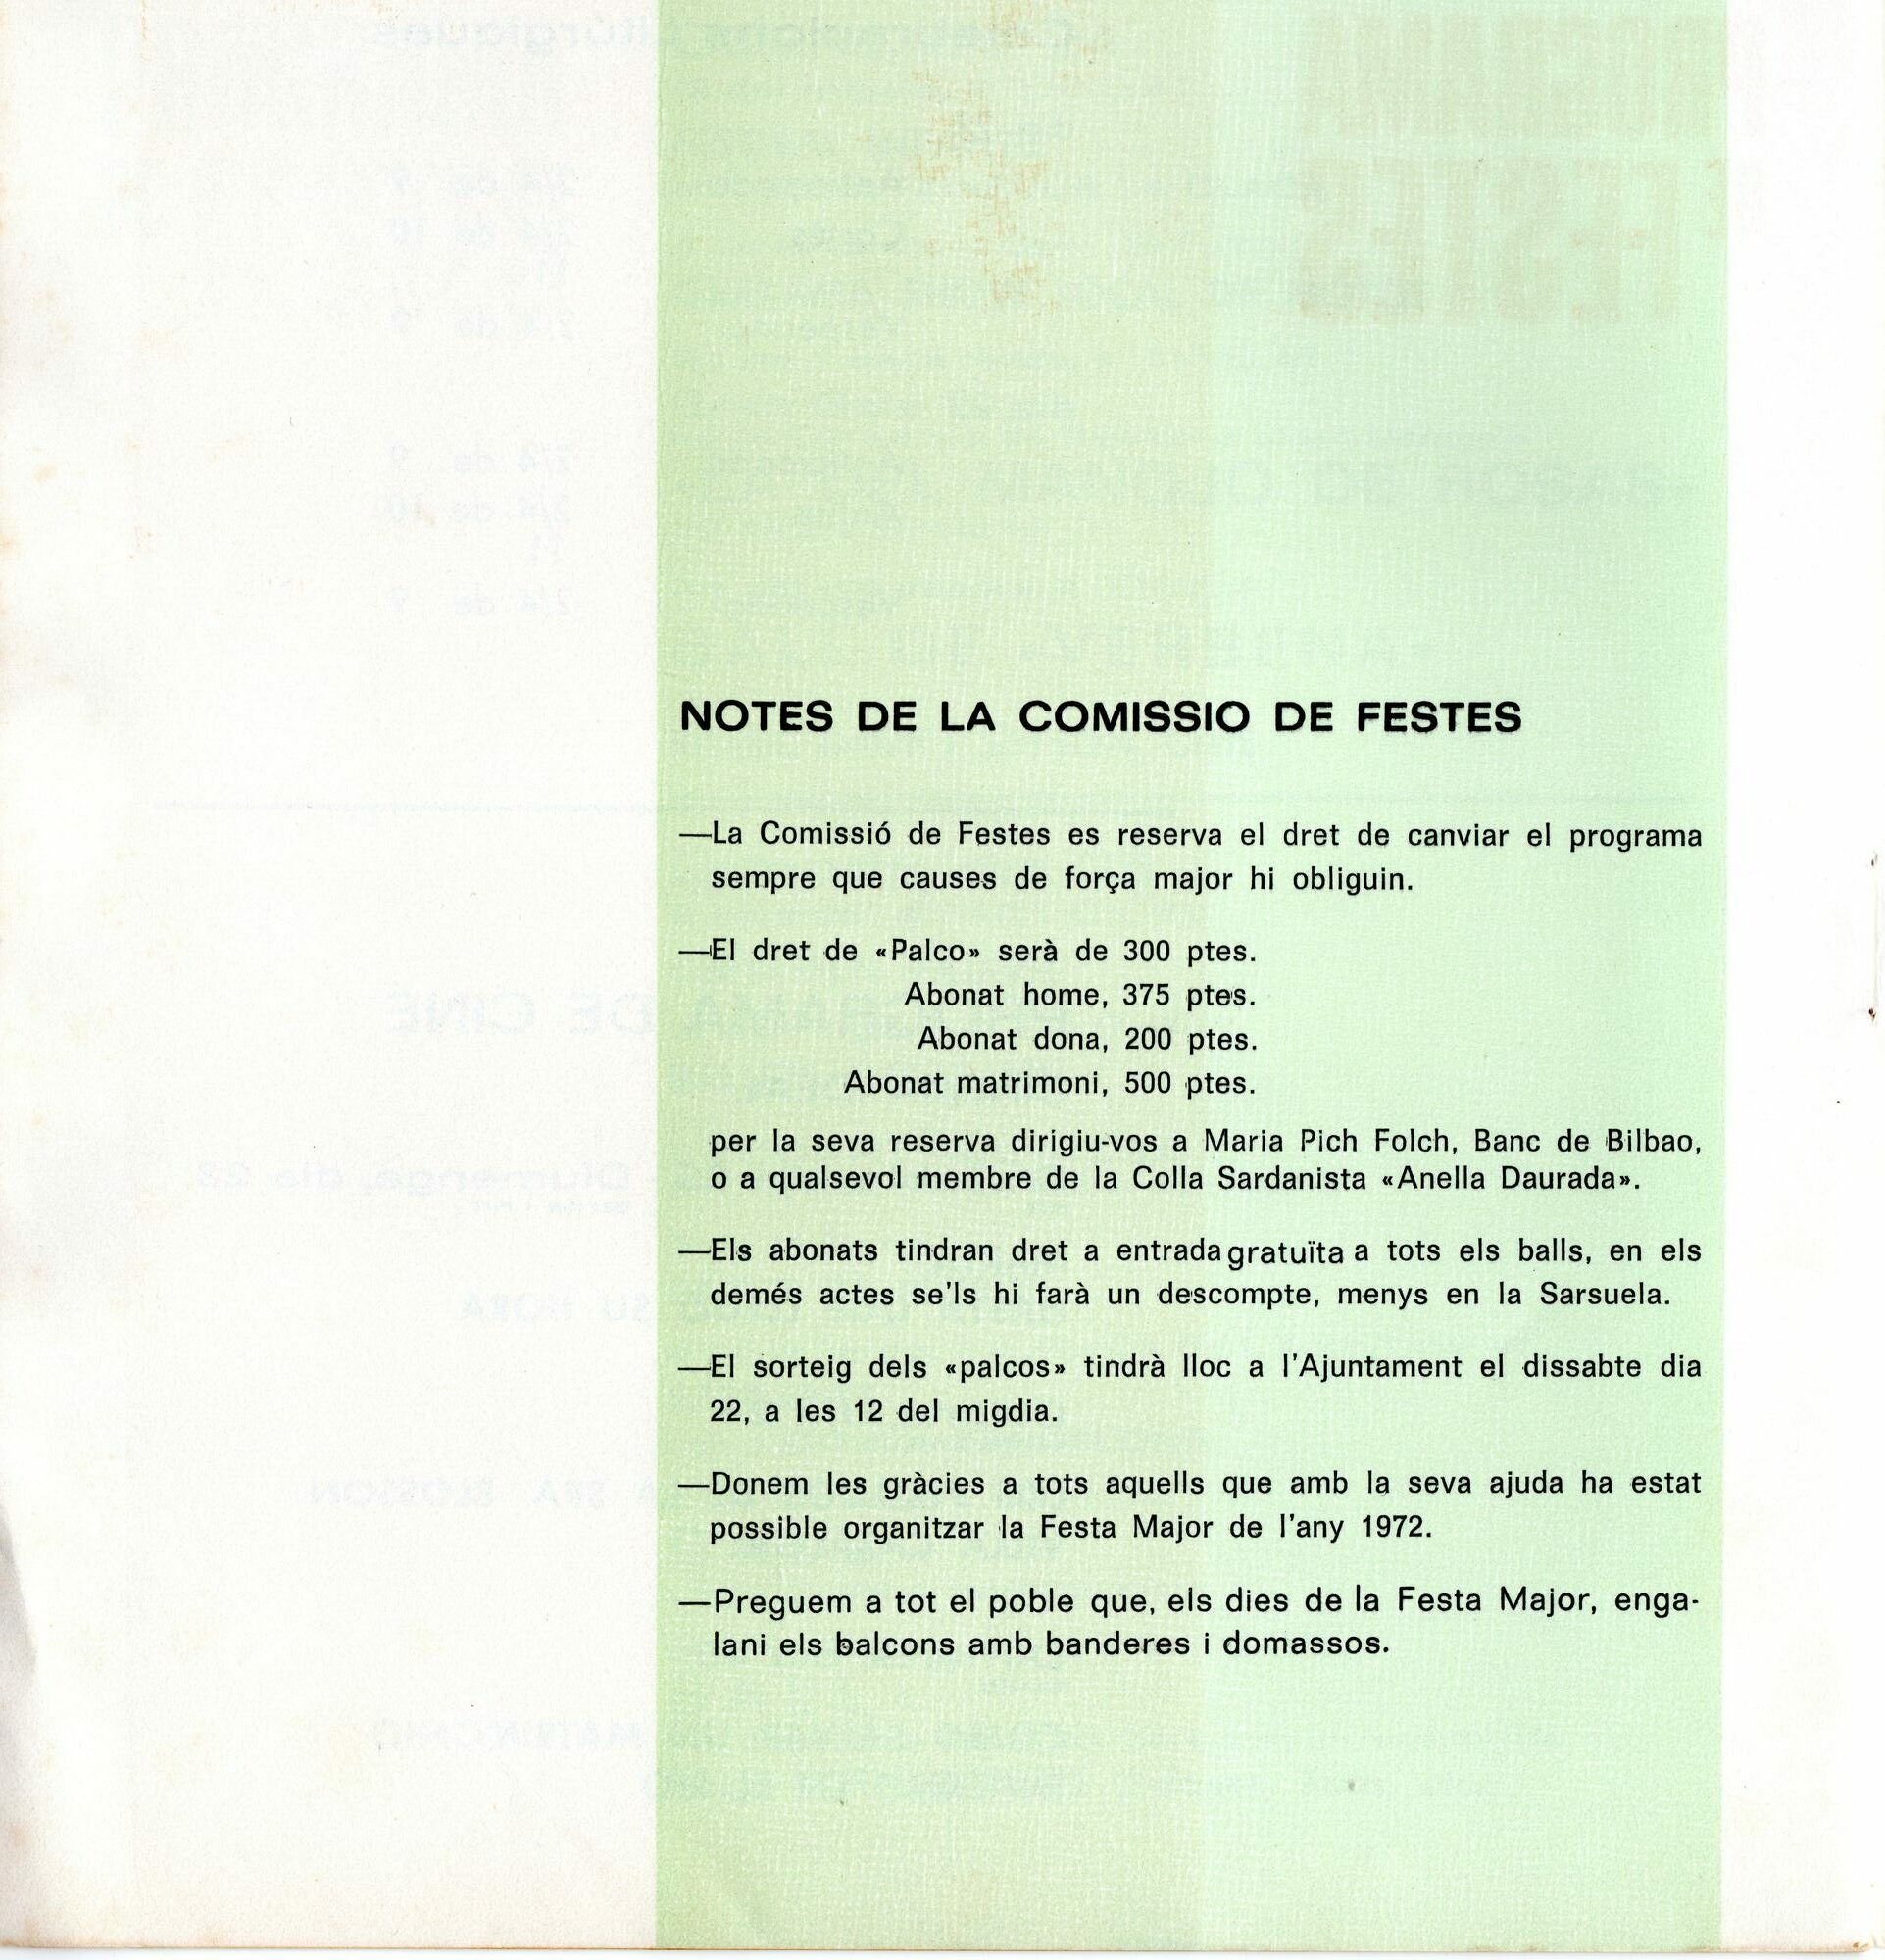 NOTES DE LA COMISSIO DE FESTES
—La Comissió de Festes es reserva el dret de canviar el programa
sempre que causes de força major hi obliguin.
—El dret de «Palco» serà de 300 ptes.
Abonat home, 375 ptes.
Abonat dona, 200 ptes.
Abonat matrimoni, 500 ptes.
per la seva reserva dirigiu-vos a Maria Pich Folch, Banc de Bilbao,
o a qualsevol membre de la Colla Sardanista «Anella Daurada».
—Els abonats tindran dret a entrada gratuïta a tots els balls, en els
demés actes se'ls hi farà un descompte, menys en la Sarsuela.
—El sorteig dels «palcos» tindrà lloc a l'Ajuntament el dissabte dia
22, a les 12 del migdia.
—Donem les gràcies a tots aquells que amb la seva ajuda ha estat
possible organitzar la Festa Major de l'any 1972.
—Preguem a tot el poble que, els dies de la Festa Major, enga-
lani els balcons amb banderes i domassos.